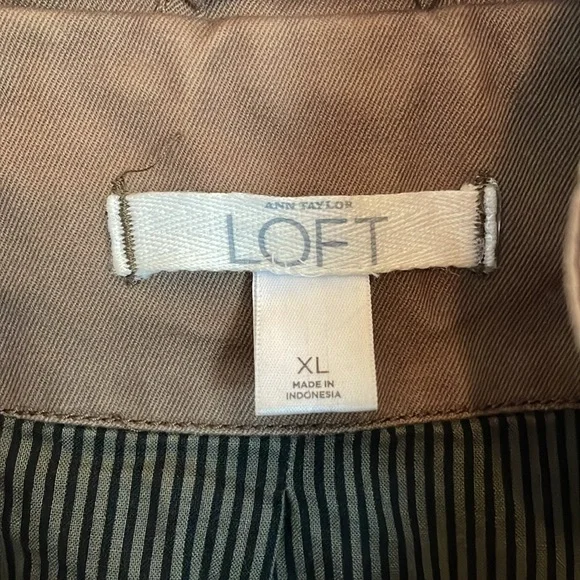 ANN TAYLOR
LOFT
XL
MADE IN
INDONESIA